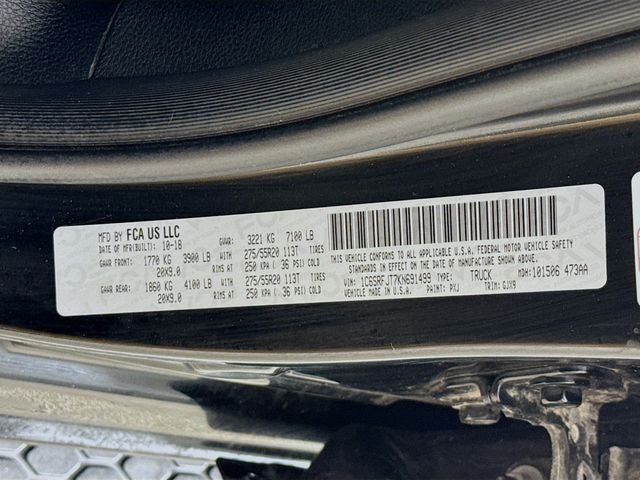 MFD BY FCA US LLC
DATE OF MFR(BUILT): 10-18 GVWR: 3221 KG 7100 LB
GAWR FRONT: 1770 KG 3900 LB WITH 275/55R20 113T TIRES
20X9.0 RIMS AT 250 KPA ( 36 PSI) COLD
GAWR REAR: 1860 KG 4100 LB WITH 275/55R20 113T TIRES
20X9.0 RIMS AT 250 KPA ( 36 PSI) COLD
THIS VEHICLE CONFORMS TO ALL APPLICABLE U.S.A. FEDERAL MOTOR VEHICLE SAFETY,
BUMPER, AND THEFT PREVENTION STANDARDS IN EFFECT ON THE DATE OF
MANUFACTURE SHOWN ABOVE.
VIN: 1C6SRFJT7KN691499 TYPE: TRUCK MDH: 101506 473AA
VEHICLE MADE IN U.S.A. PAINT: PXJ TRIM: GJX9